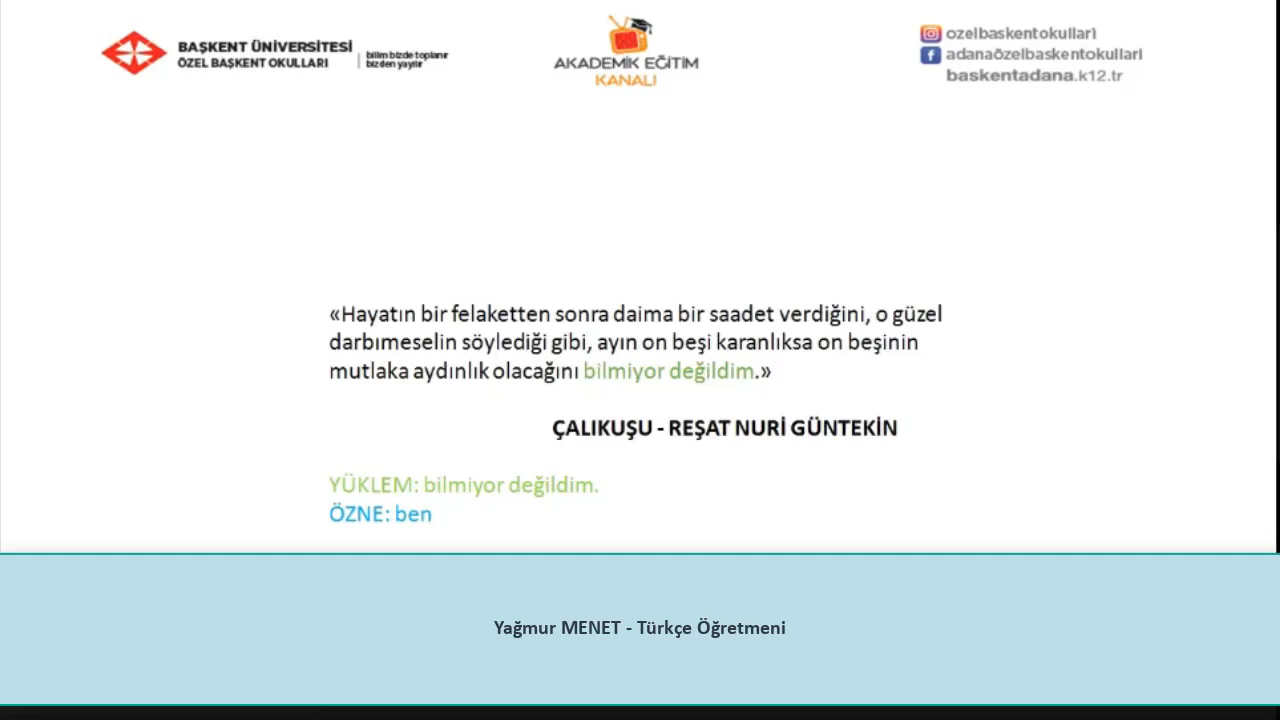 BAŞKENT ÜNİVERSİTESİ
ÖZEL BAŞKENT OKULLARI
bilim bizde toplanır
bizden yayılır
AKADEMİK EĞİTİM
KANALI
ozelbaskentokulları
adanaözelbaskentokulları
baskentadana.k12.tr
«Hayatın bir felaketten sonra daima bir saadet verdiğini, o güzel
darbımeselin söylediği gibi, ayın on beşi karanlıksa on beşinin
mutlaka aydınlık olacağını bilmiyor değildim.»
ÇALIKUŞU - REŞAT NURİ GÜNTEKİN
YÜKLEM: bilmiyor değildim.
ÖZNE: ben
Yağmur MENET - Türkçe Öğretmeni